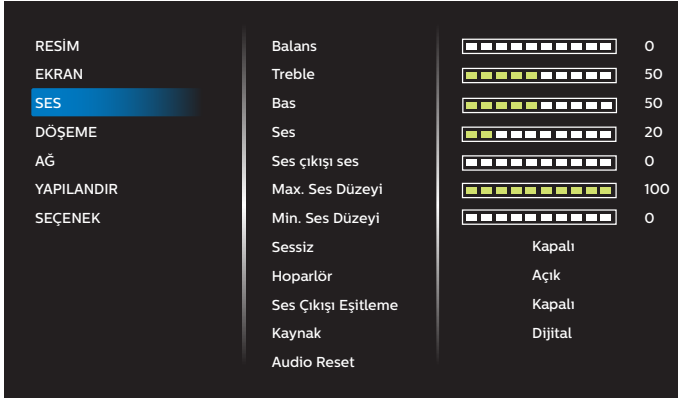 RESİM
EKRAN
SES
DÖŞEME
AĞ
YAPILANDIR
SEÇENEK
Balans 0
Treble 50
Bas 50
Ses 20
Ses çıkışı ses 0
Max. Ses Düzeyi 100
Min. Ses Düzeyi 0
Sessiz Kapalı
Hoparlör Açık
Ses Çıkışı Eşitleme Kapalı
Kaynak Dijital
Audio Reset